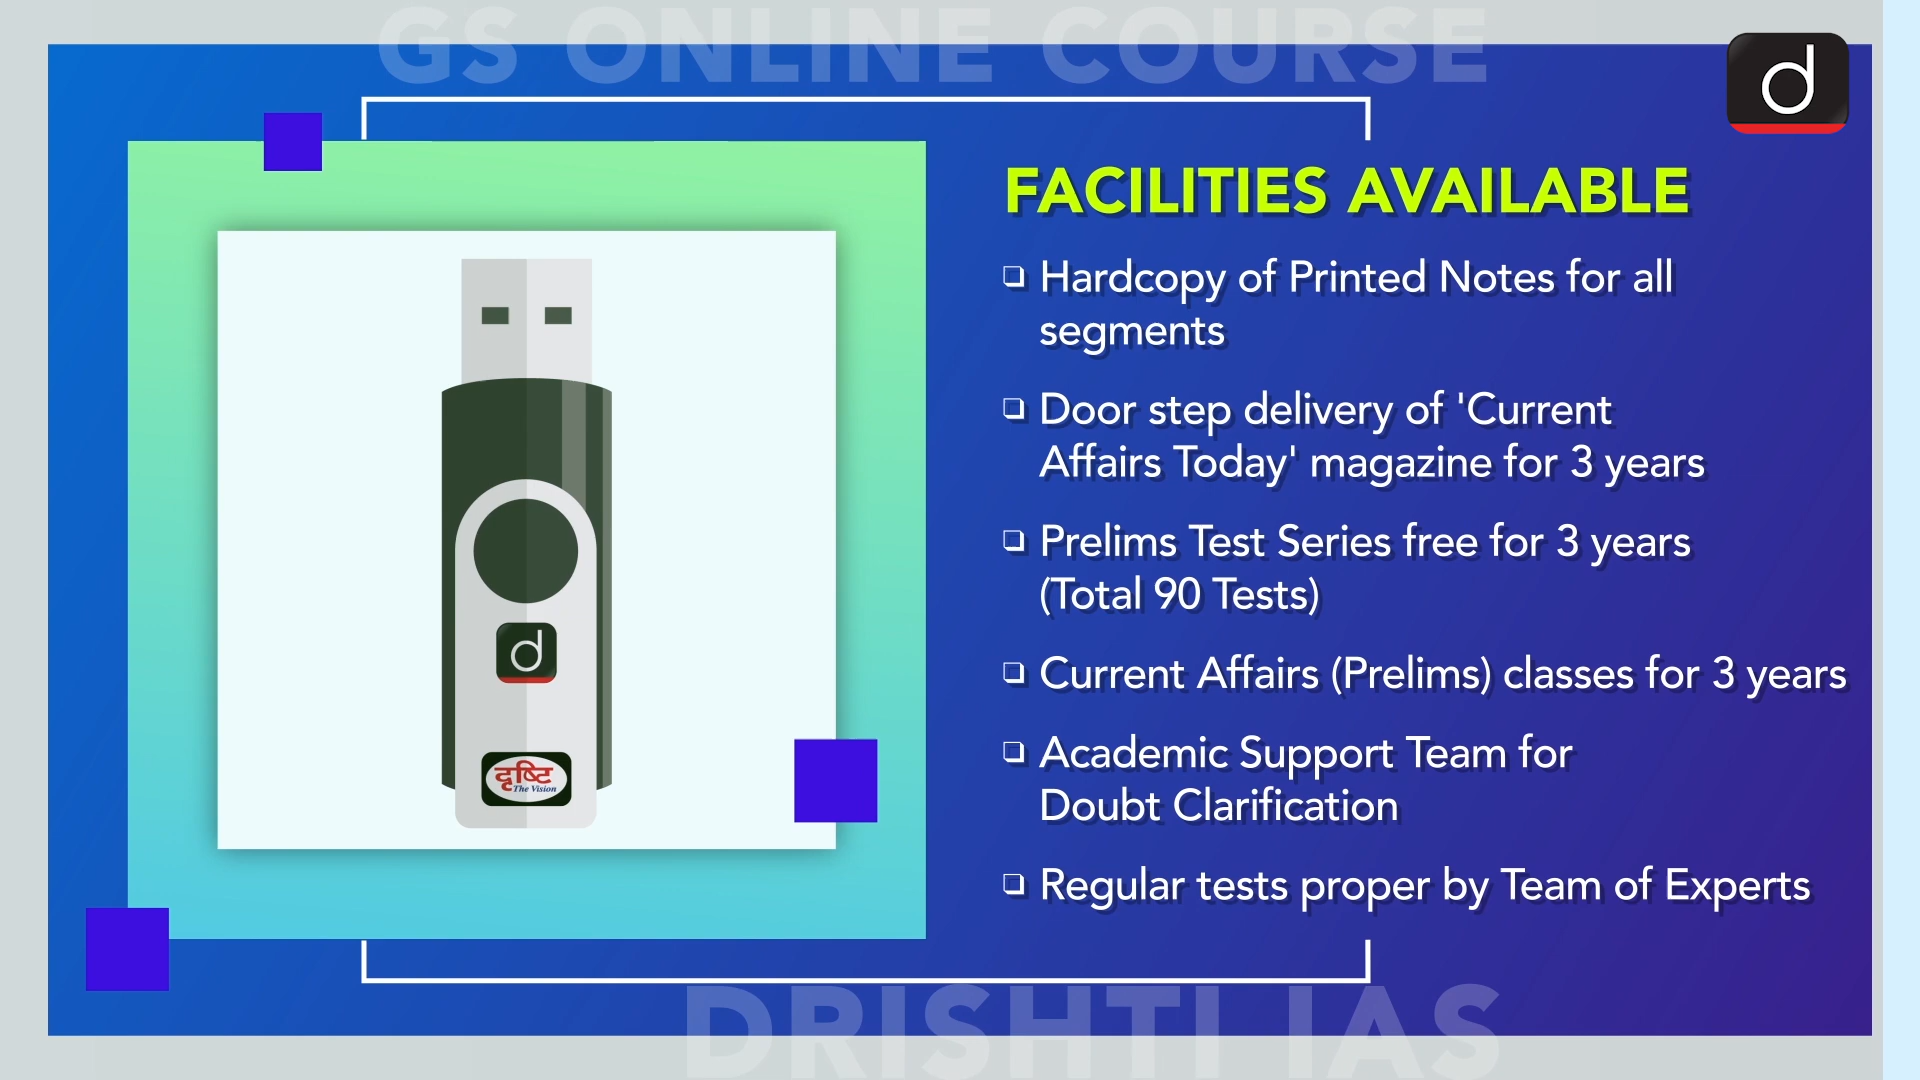 GS ONLINE COURSE
d
FACILITIES AVAILABLE
❑ Hardcopy of Printed Notes for all
segments
❑ Door step delivery of 'Current
Affairs Today' magazine for 3 years
❑ Prelims Test Series free for 3 years
(Total 90 Tests)
❑ Current Affairs (Prelims) classes for 3 years
❑ Academic Support Team for
Doubt Clarification
❑ Regular tests proper by Team of Experts
d
दृष्टि
The Vision
DRISHTI IAS